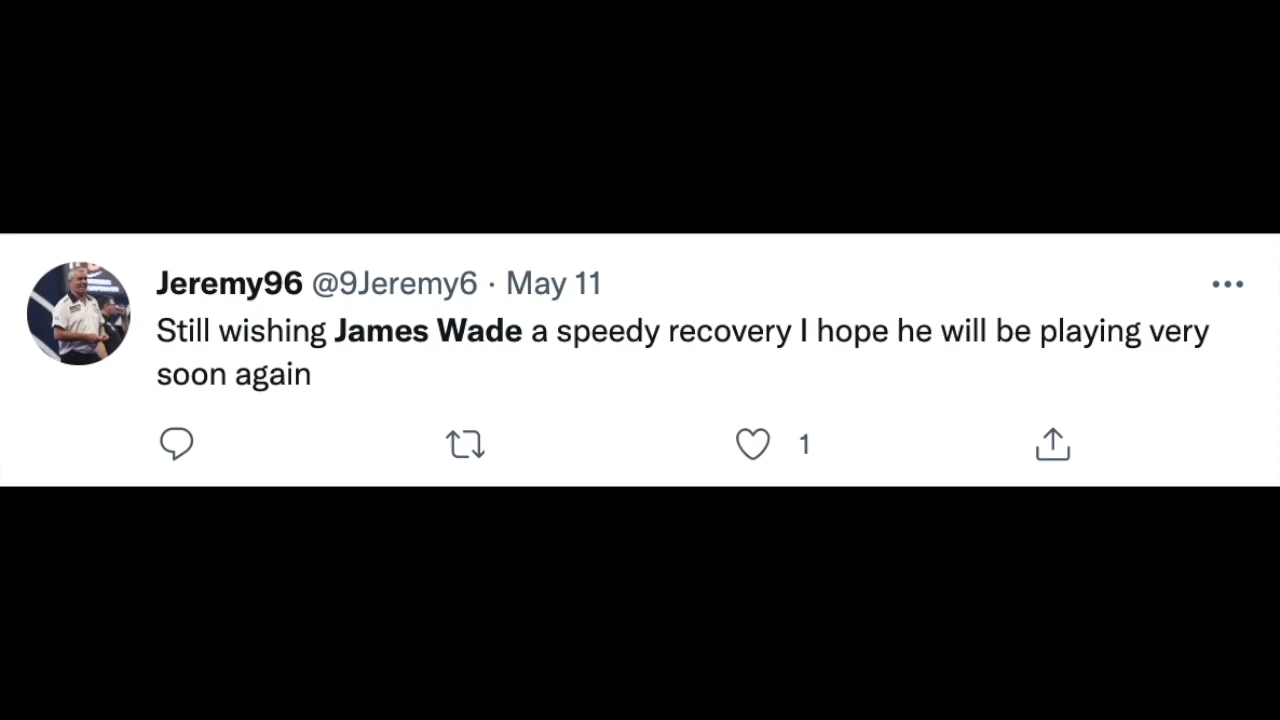 Jeremy96 @9Jeremy6 · May 11
Still wishing James Wade a speedy recovery I hope he will be playing very
soon again
1